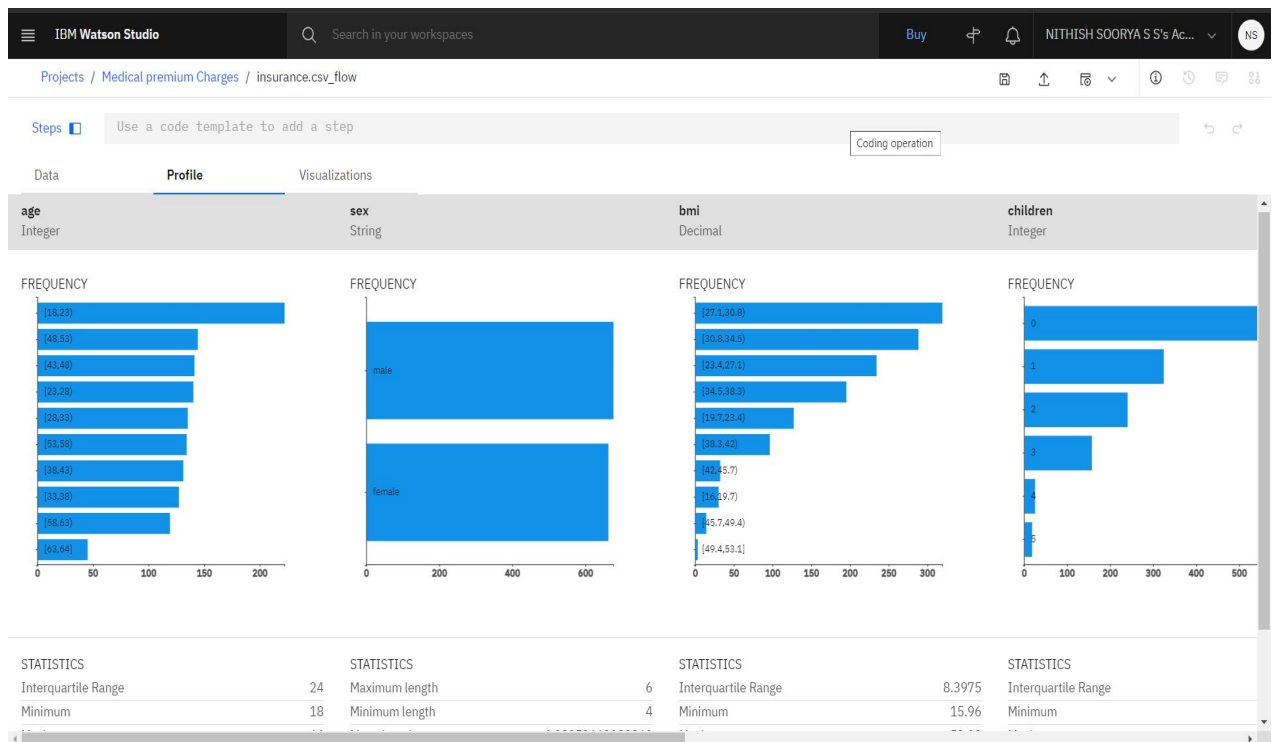 IBM Watson Studio Search in your workspaces Buy NITHISH SOORYA S S's Ac... NS
Projects / Medical premium Charges / insurance.csv_flow
Steps Use a code template to add a step
Coding operation
Data Profile Visualizations
age sex bmi children
Integer String Decimal Integer
FREQUENCY
[18,23)
[48,53)
[43,48)
[23,28)
[28,33)
[53,58)
[38,43)
[33,38)
[58,63)
[63,64]
0 50 100 150 200
FREQUENCY
male
female
0 200 400 600
FREQUENCY
[27.1,30.8)
[30.8,34.5)
[23.4,27.1)
[34.5,38.3)
[19.7,23.4)
[38.3,42)
[42,45.7)
[16,19.7)
[45.7,49.4)
[49.4,53.1]
0 50 100 150 200 250 300
FREQUENCY
0
1
2
3
4
5
0 100 200 300 400 500
STATISTICS STATISTICS STATISTICS STATISTICS
Interquartile Range 24 Maximum length 6 Interquartile Range 8.3975 Interquartile Range
Minimum 18 Minimum length 4 Minimum 15.96 Minimum